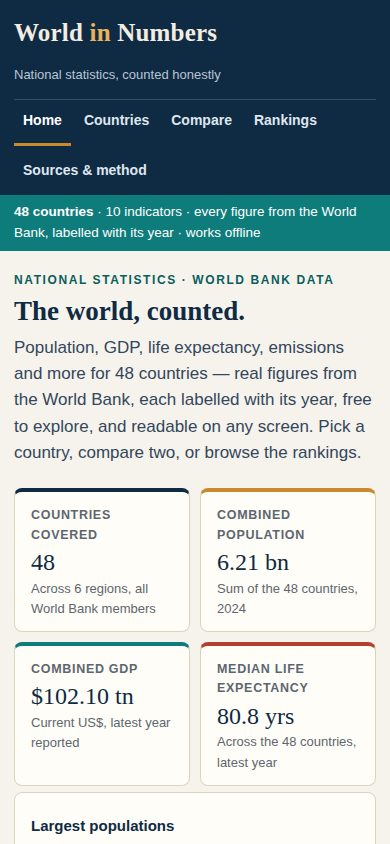 World in Numbers
National statistics, counted honestly
Home Countries Compare Rankings
Sources & method
48 countries · 10 indicators · every figure from the World
Bank, labelled with its year · works offline
NATIONAL STATISTICS · WORLD BANK DATA
The world, counted.
Population, GDP, life expectancy, emissions
and more for 48 countries — real figures from
the World Bank, each labelled with its year, free
to explore, and readable on any screen. Pick a
country, compare two, or browse the rankings.
COUNTRIES
COVERED
48
Across 6 regions, all
World Bank members
COMBINED
POPULATION
6.21 bn
Sum of the 48 countries,
2024
COMBINED GDP
$102.10 tn
Current US$, latest year
reported
MEDIAN LIFE
EXPECTANCY
80.8 yrs
Across the 48 countries,
latest year
Largest populations